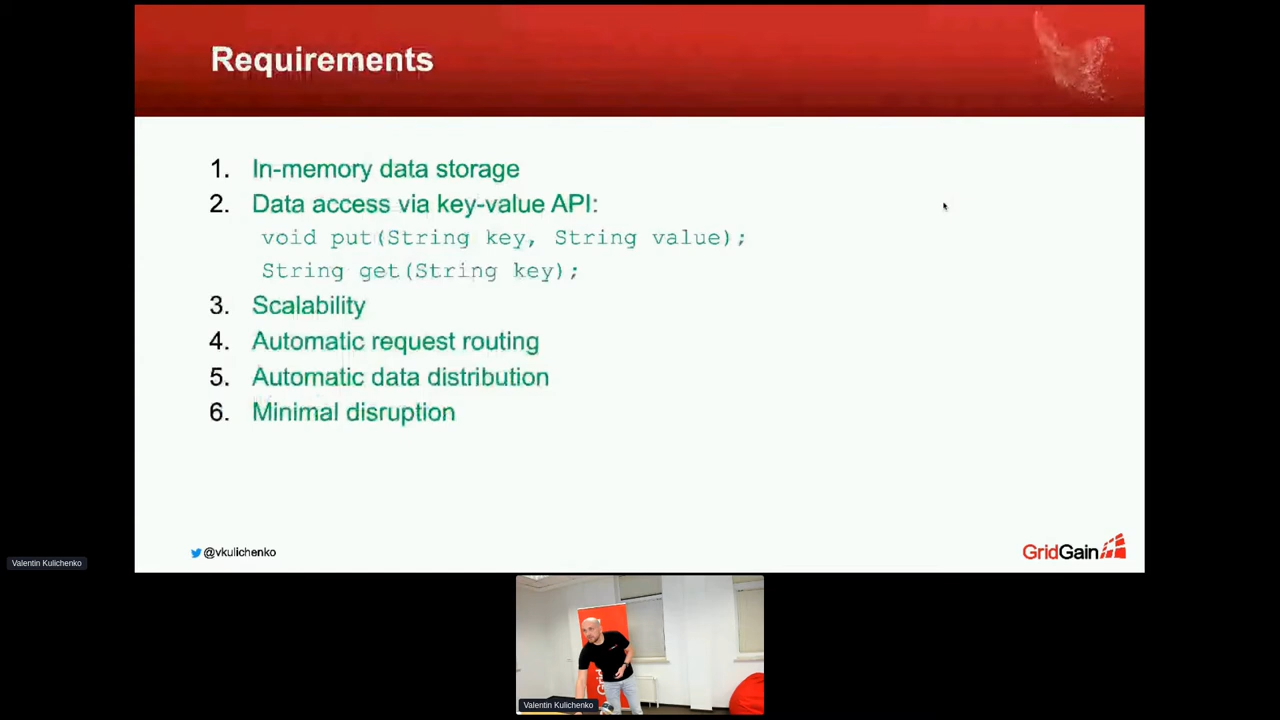 Requirements
1. In-memory data storage
2. Data access via key-value API:
void put(String key, String value);
String get(String key);
3. Scalability
4. Automatic request routing
5. Automatic data distribution
6. Minimal disruption
@vkulichenko
GridGain
Valentin Kulichenko
Grid
Valentin Kulichenko